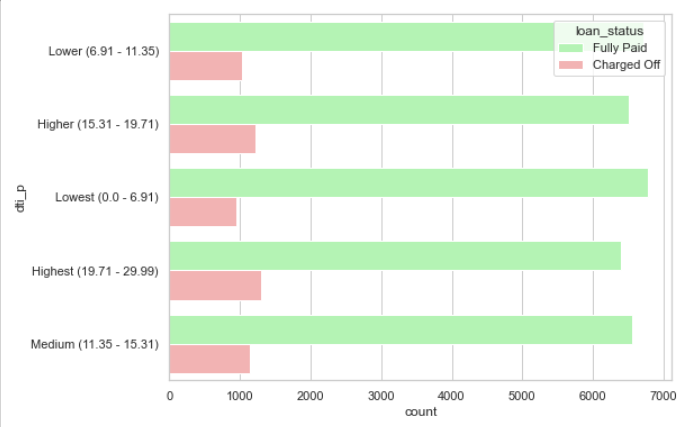 loan_status
Fully Paid
Charged Off
Lower (6.91 - 11.35)
Higher (15.31 - 19.71)
Lowest (0.0 - 6.91)
Highest (19.71 - 29.99)
Medium (11.35 - 15.31)
dti_p
0 1000 2000 3000 4000 5000 6000 7000
count